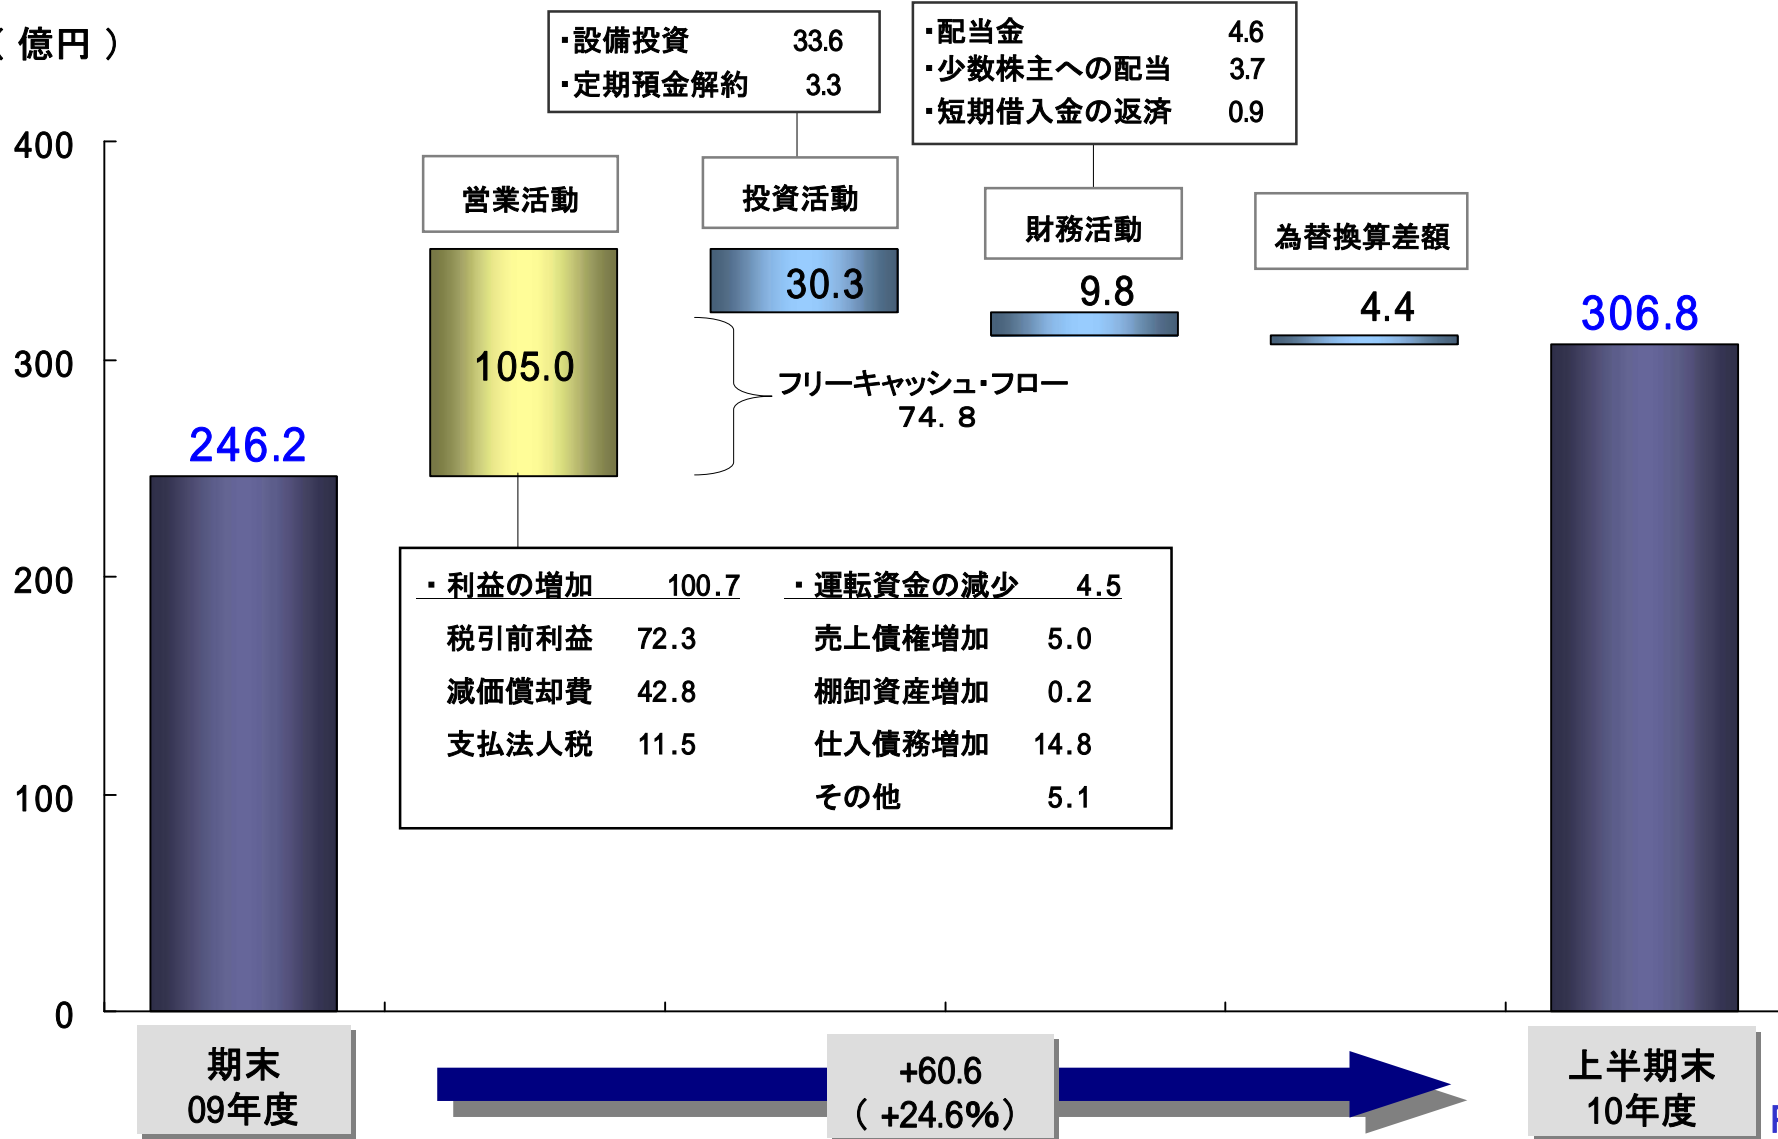 ( 億円 )
・設備投資 33.6
・定期預金解約 3.3
・配当金 4.6
・少数株主への配当 3.7
・短期借入金の返済 0.9
400
300
200
100
0
営業活動
投資活動
財務活動
為替換算差額
246.2
105.0
30.3
9.8
4.4
306.8
フリーキャッシュ・フロー
74.8
・利益の増加 100.7
税引前利益 72.3
減価償却費 42.8
支払法人税 11.5
・運転資金の減少 4.5
売上債権増加 5.0
棚卸資産増加 0.2
仕入債務増加 14.8
その他 5.1
期末
09年度
+60.6
( +24.6%)
上半期末
10年度